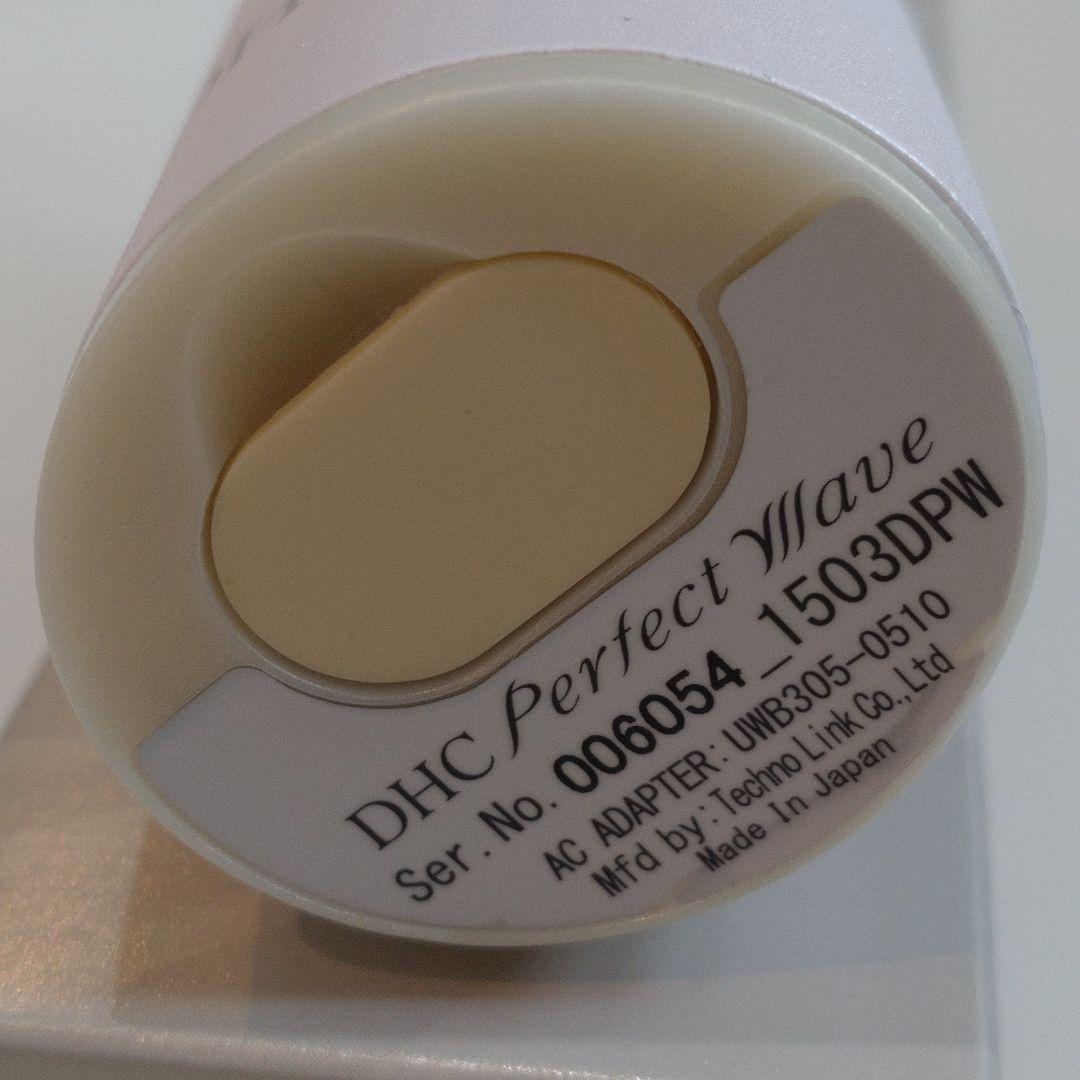 DHC Perfect Wave
Ser. No. 006054_1503DPW
AC ADAPTER: UWB305-0510
Mfd by: Techno Link Co.,Ltd
Made In Japan